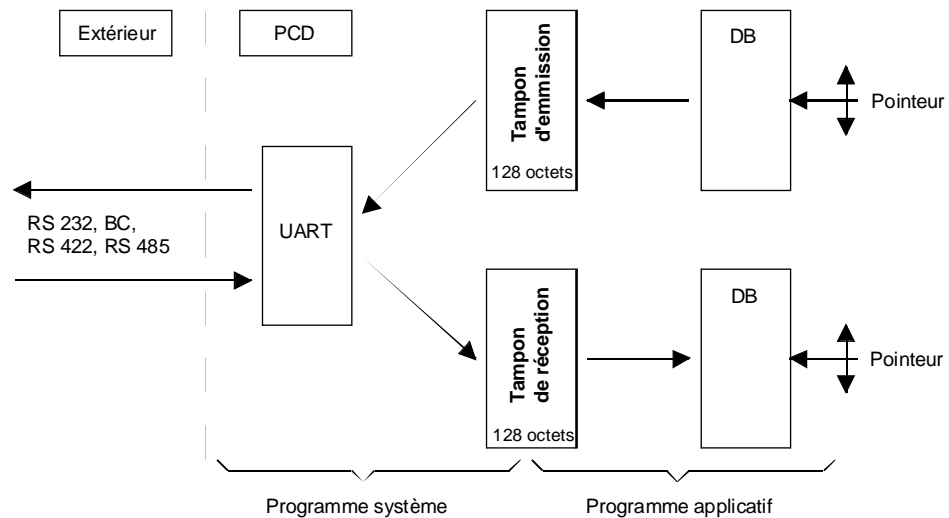 Extérieur
PCD
Tampon
d'emmission
128 octets
DB
Pointeur
RS 232, BC,
RS 422, RS 485
UART
Tampon
de réception
128 octets
DB
Pointeur
Programme système
Programme applicatif